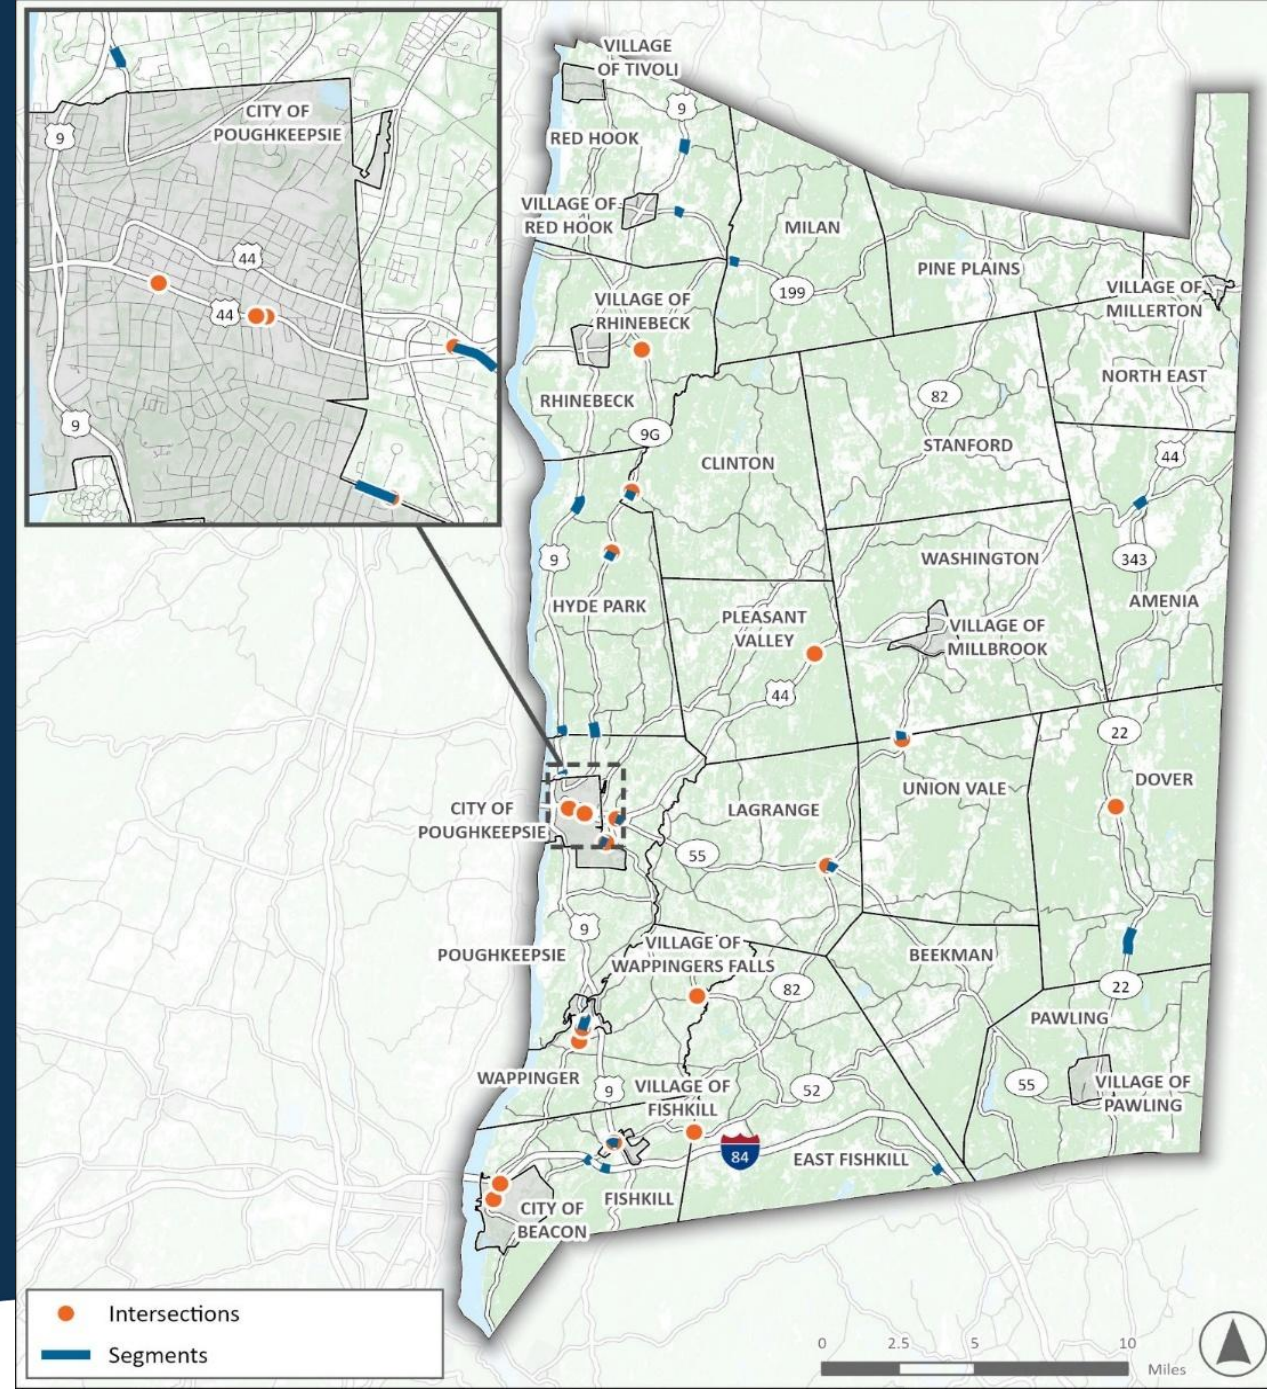 CITY OF
POUGHKEEPSIE
9
44
44
9
VILLAGE
OF TIVOLI
9
RED HOOK
VILLAGE OF
RED HOOK
MILAN
PINE PLAINS
199
VILLAGE OF
MILLERTON
VILLAGE OF
RHINEBECK
NORTH EAST
RHINEBECK
82
9G
STANFORD
44
CLINTON
9
WASHINGTON
343
HYDE PARK
AMENIA
PLEASANT
VALLEY
VILLAGE OF
MILLBROOK
44
22
DOVER
UNION VALE
CITY OF
POUGHKEEPSIE
LAGRANGE
55
9
POUGHKEEPSIE
VILLAGE OF
WAPPINGERS FALLS
BEEKMAN
82
22
PAWLING
WAPPINGER
9
VILLAGE OF
FISHKILL
52
55
VILLAGE OF
PAWLING
84
EAST FISHKILL
FISHKILL
CITY OF
BEACON
Intersections
Segments
0 2.5 5 10
Miles